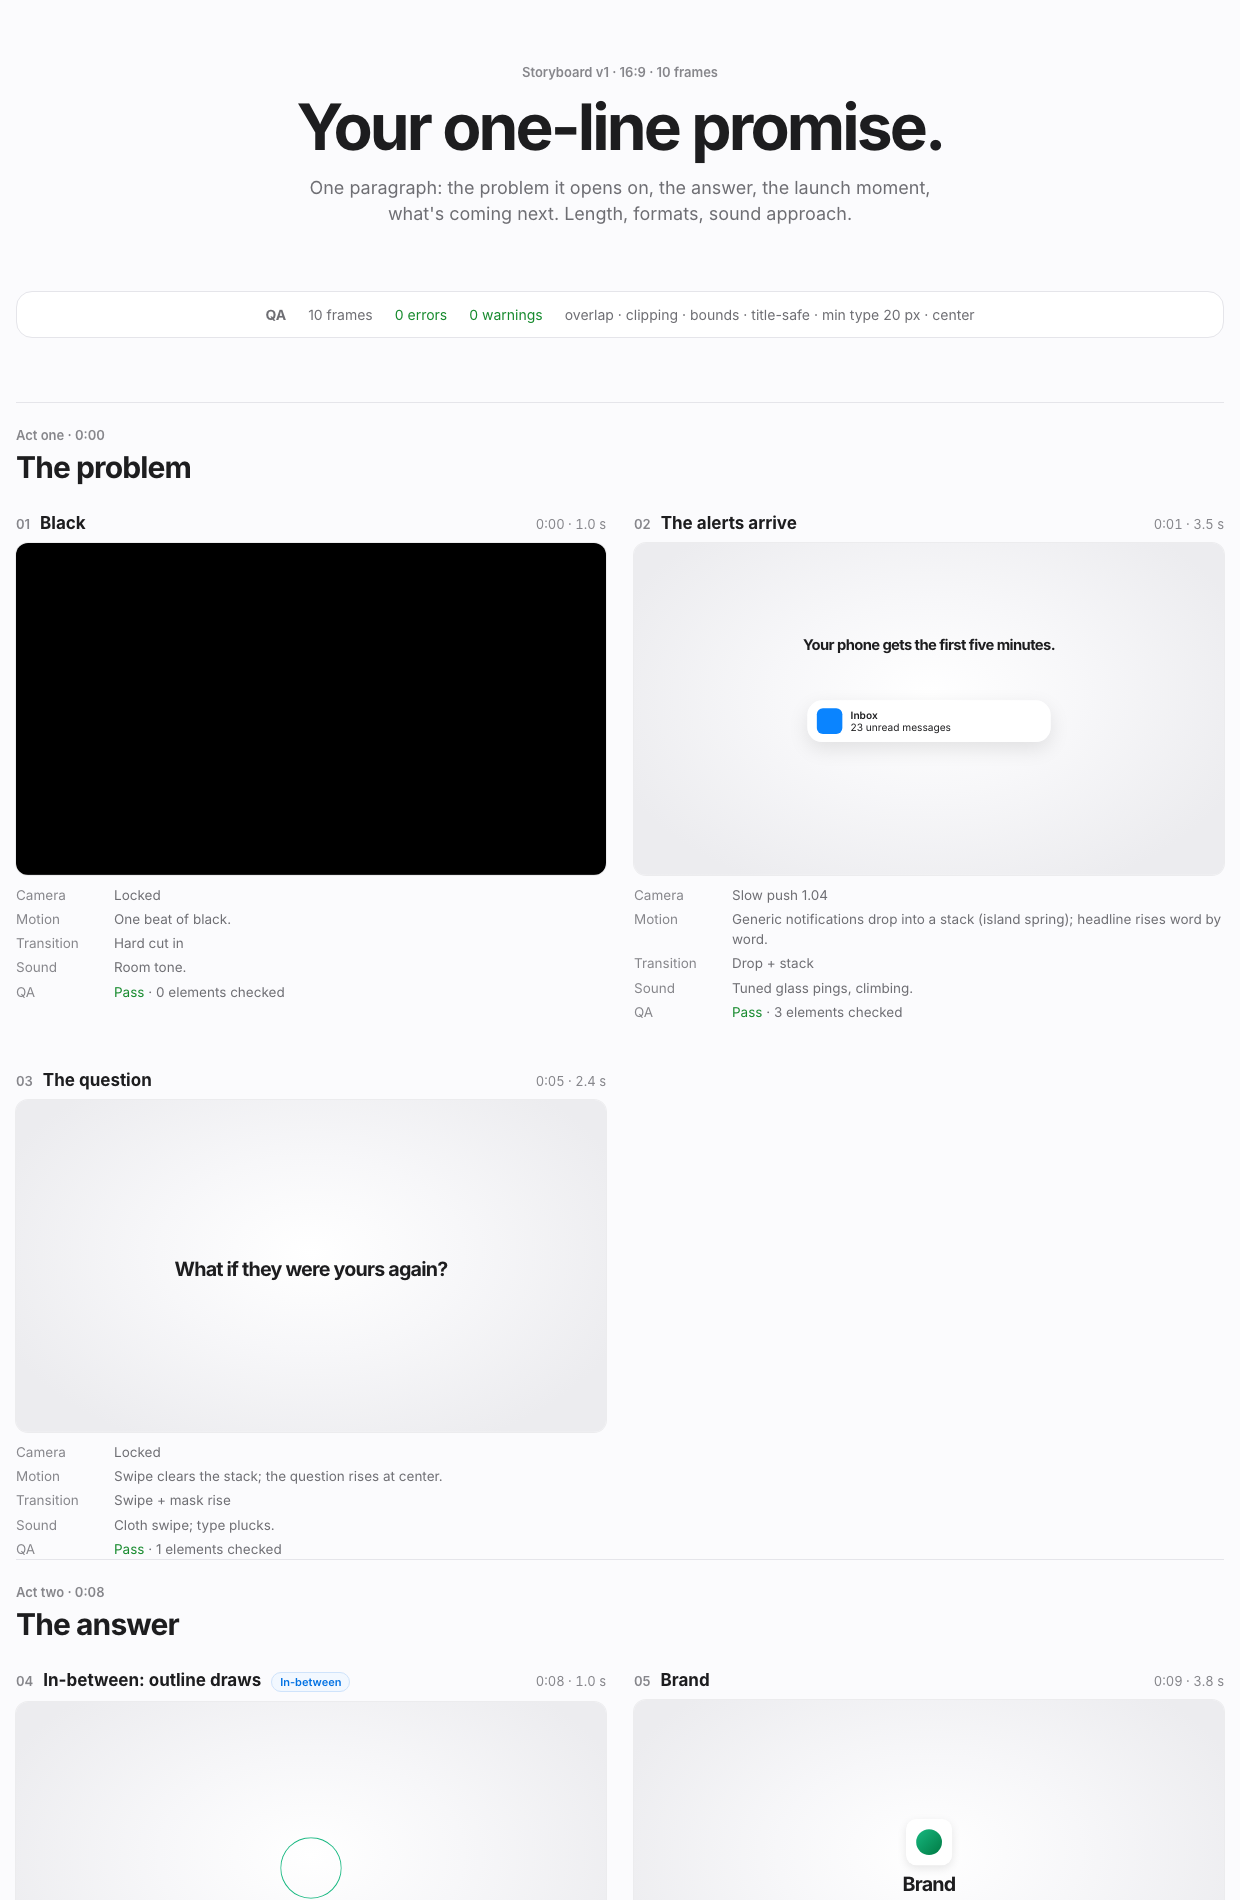 Storyboard v1 · 16:9 · 10 frames
Your one-line promise.
One paragraph: the problem it opens on, the answer, the launch moment,
what's coming next. Length, formats, sound approach.
QA 10 frames 0 errors 0 warnings overlap · clipping · bounds · title-safe · min type 20 px · center
Act one · 0:00
The problem
01 Black 0:00 · 1.0 s
Camera Locked
Motion One beat of black.
Transition Hard cut in
Sound Room tone.
QA Pass · 0 elements checked
02 The alerts arrive 0:01 · 3.5 s
Your phone gets the first five minutes.
Inbox
23 unread messages
Camera Slow push 1.04
Motion Generic notifications drop into a stack (island spring); headline rises word by
word.
Transition Drop + stack
Sound Tuned glass pings, climbing.
QA Pass · 3 elements checked
03 The question 0:05 · 2.4 s
What if they were yours again?
Camera Locked
Motion Swipe clears the stack; the question rises at center.
Transition Swipe + mask rise
Sound Cloth swipe; type plucks.
QA Pass · 1 elements checked
Act two · 0:08
The answer
04 In-between: outline draws In-between 0:08 · 1.0 s
05 Brand 0:09 · 3.8 s
Brand